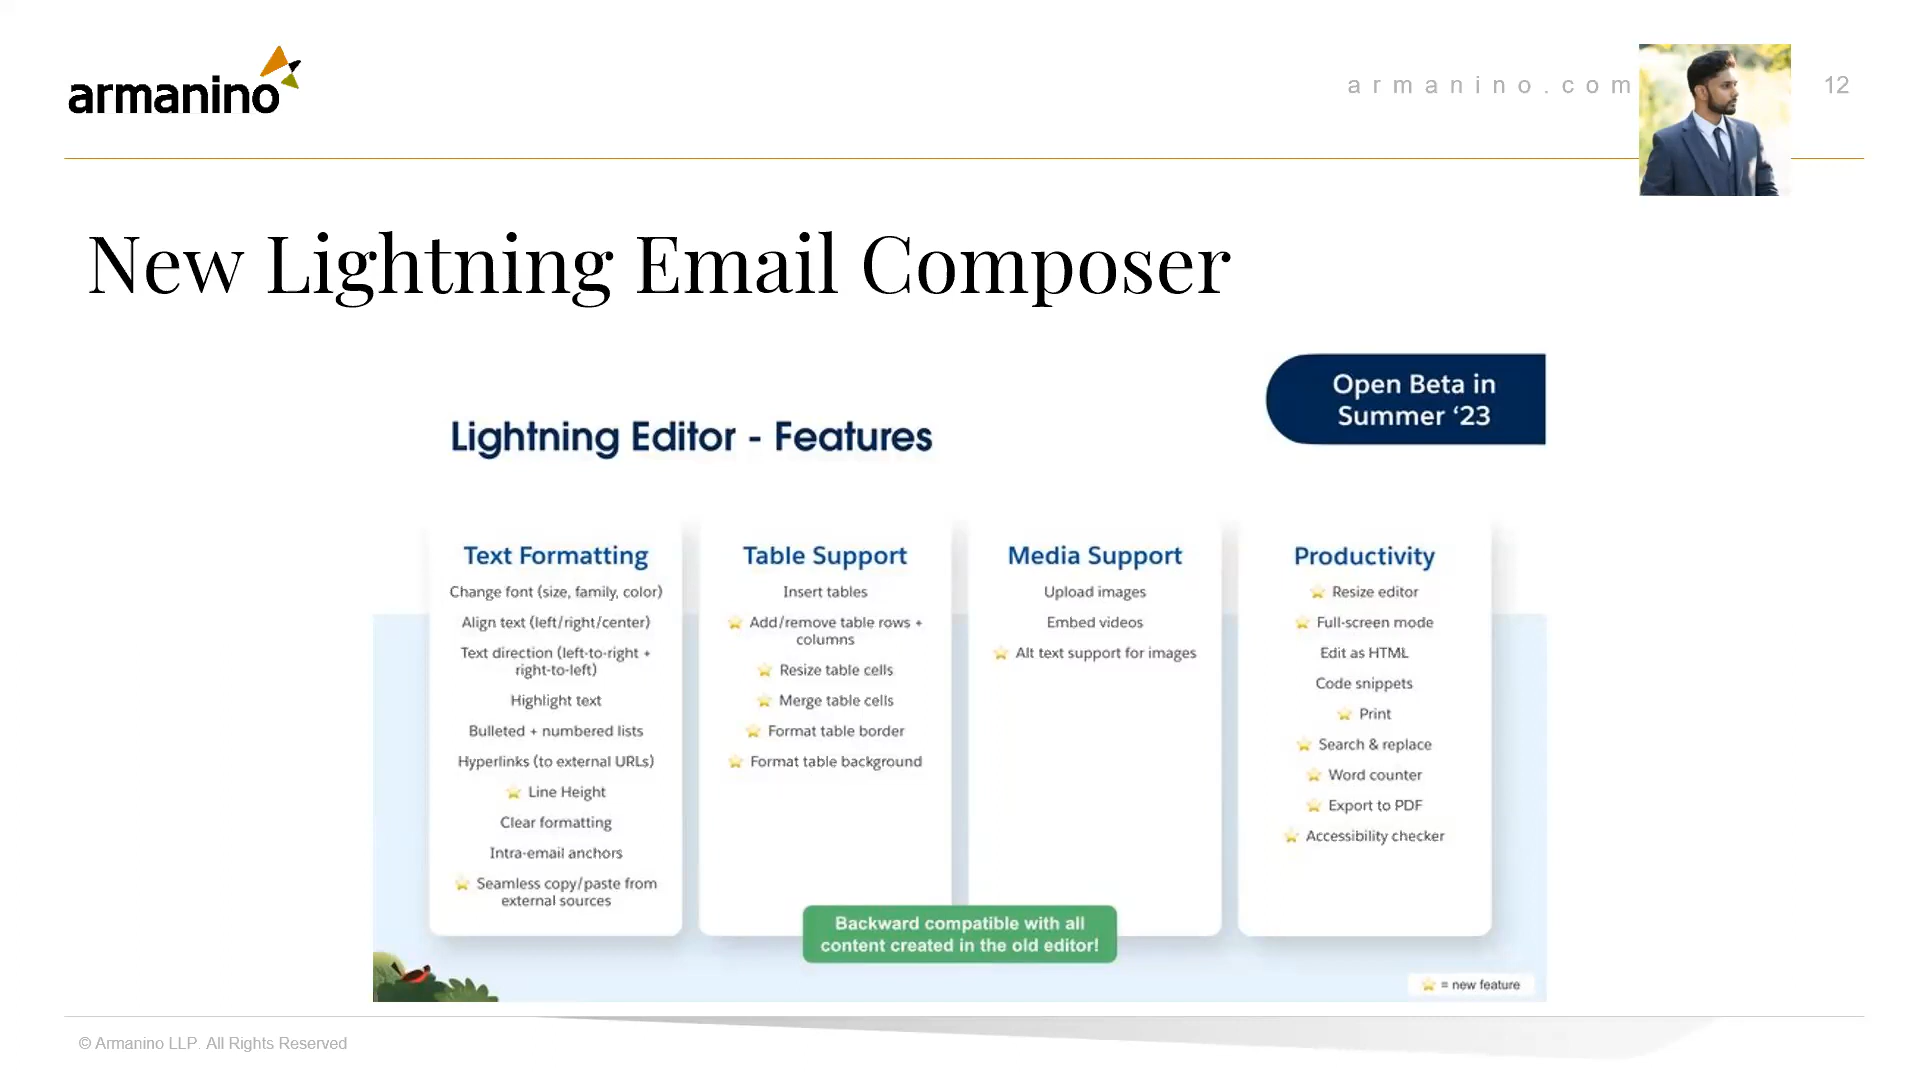 armanino
armanino.com
12
New Lightning Email Composer
Open Beta in
Summer ‘23
Lightning Editor - Features
Text Formatting
Change font (size, family, color)
Align text (left/right/center)
Text direction (left-to-right +
right-to-left)
Highlight text
Bulleted + numbered lists
Hyperlinks (to external URLs)
Line Height
Clear formatting
Intra-email anchors
Seamless copy/paste from
external sources
Table Support
Insert tables
Add/remove table rows +
columns
Resize table cells
Merge table cells
Format table border
Format table background
Media Support
Upload images
Embed videos
Alt text support for images
Productivity
Resize editor
Full-screen mode
Edit as HTML
Code snippets
Print
Search & replace
Word counter
Export to PDF
Accessibility checker
Backward compatible with all
content created in the old editor!
= new feature
© Armanino LLP. All Rights Reserved